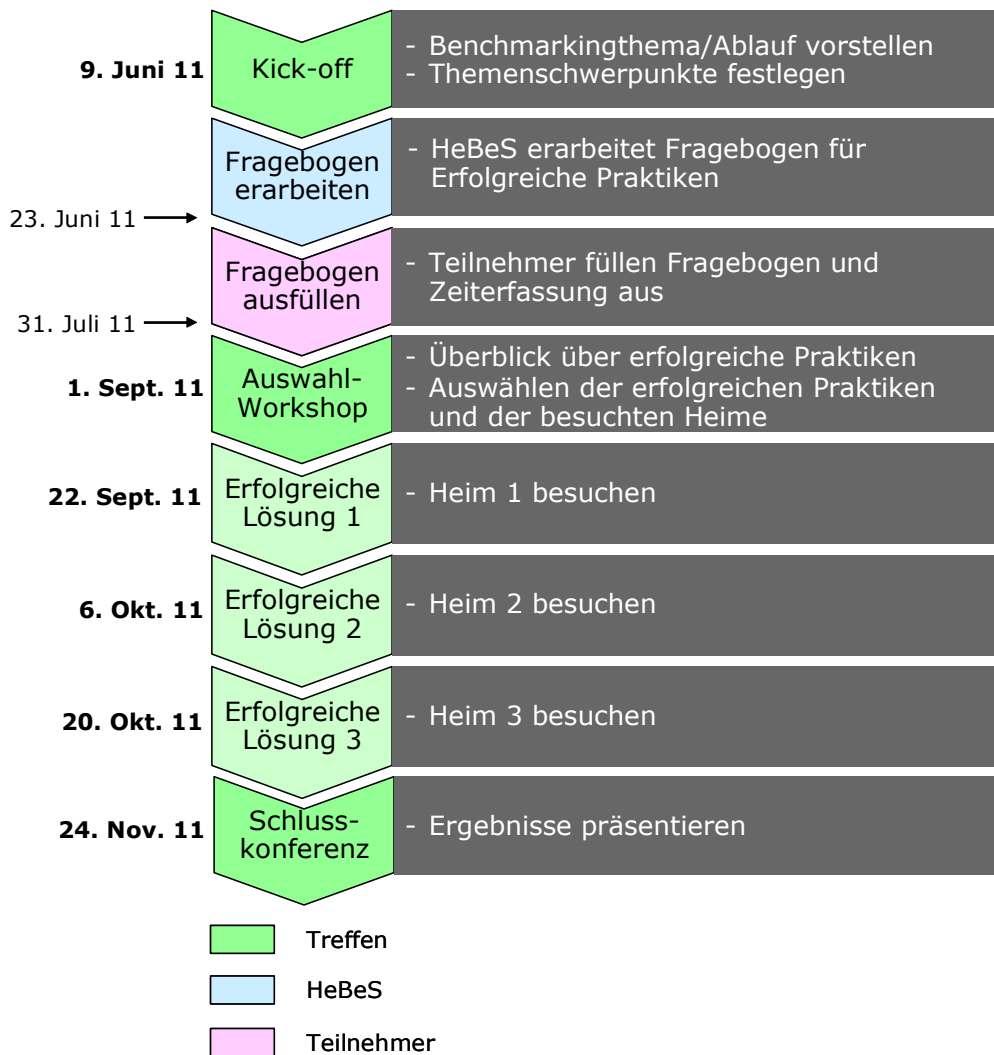 9. Juni 11
Kick-off
- Benchmarkingthema/Ablauf vorstellen
- Themenschwerpunkte festlegen
Fragebogen
erarbeiten
- HeBeS erarbeitet Fragebogen für
Erfolgreiche Praktiken
23. Juni 11
Fragebogen
ausfüllen
- Teilnehmer füllen Fragebogen und
Zeiterfassung aus
31. Juli 11
1. Sept. 11
Auswahl-
Workshop
- Überblick über erfolgreiche Praktiken
- Auswählen der erfolgreichen Praktiken
und der besuchten Heime
22. Sept. 11
Erfolgreiche
Lösung 1
- Heim 1 besuchen
6. Okt. 11
Erfolgreiche
Lösung 2
- Heim 2 besuchen
20. Okt. 11
Erfolgreiche
Lösung 3
- Heim 3 besuchen
24. Nov. 11
Schluss-
konferenz
- Ergebnisse präsentieren
Treffen
HeBeS
Teilnehmer